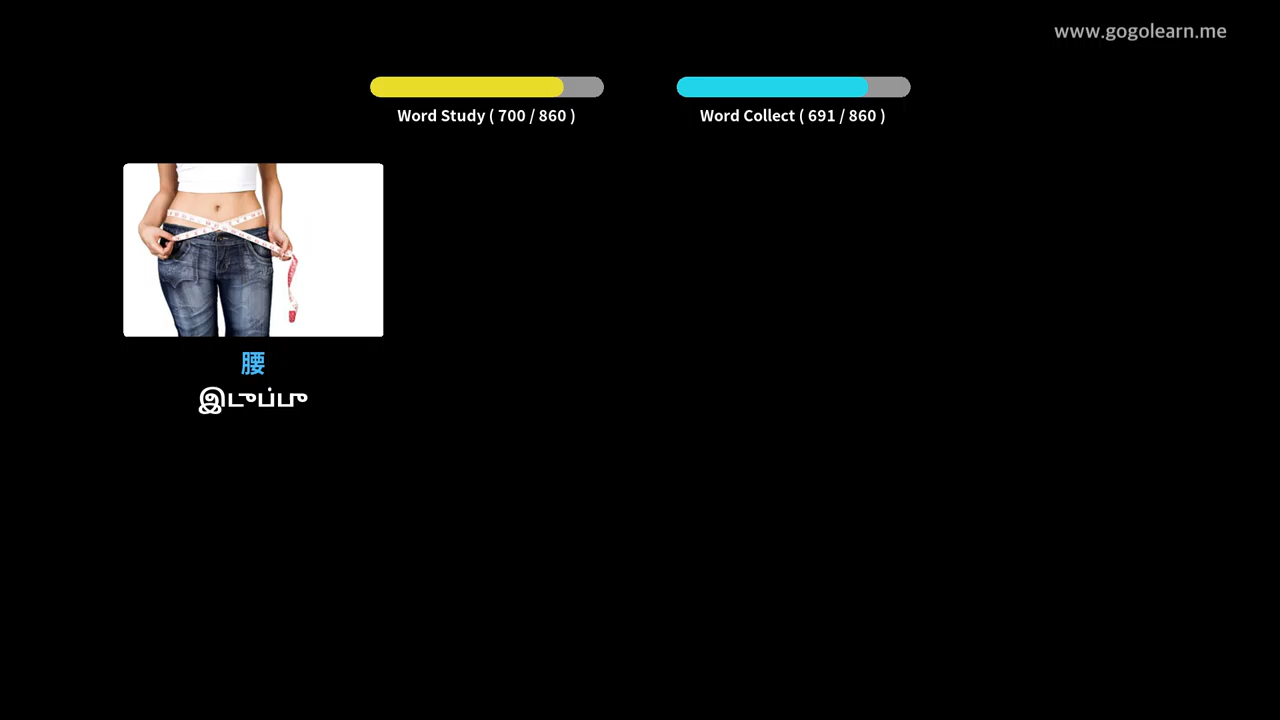 www.gogolearn.me
Word Study ( 700 / 860 )
Word Collect ( 691 / 860 )
腰
இடுப்பு